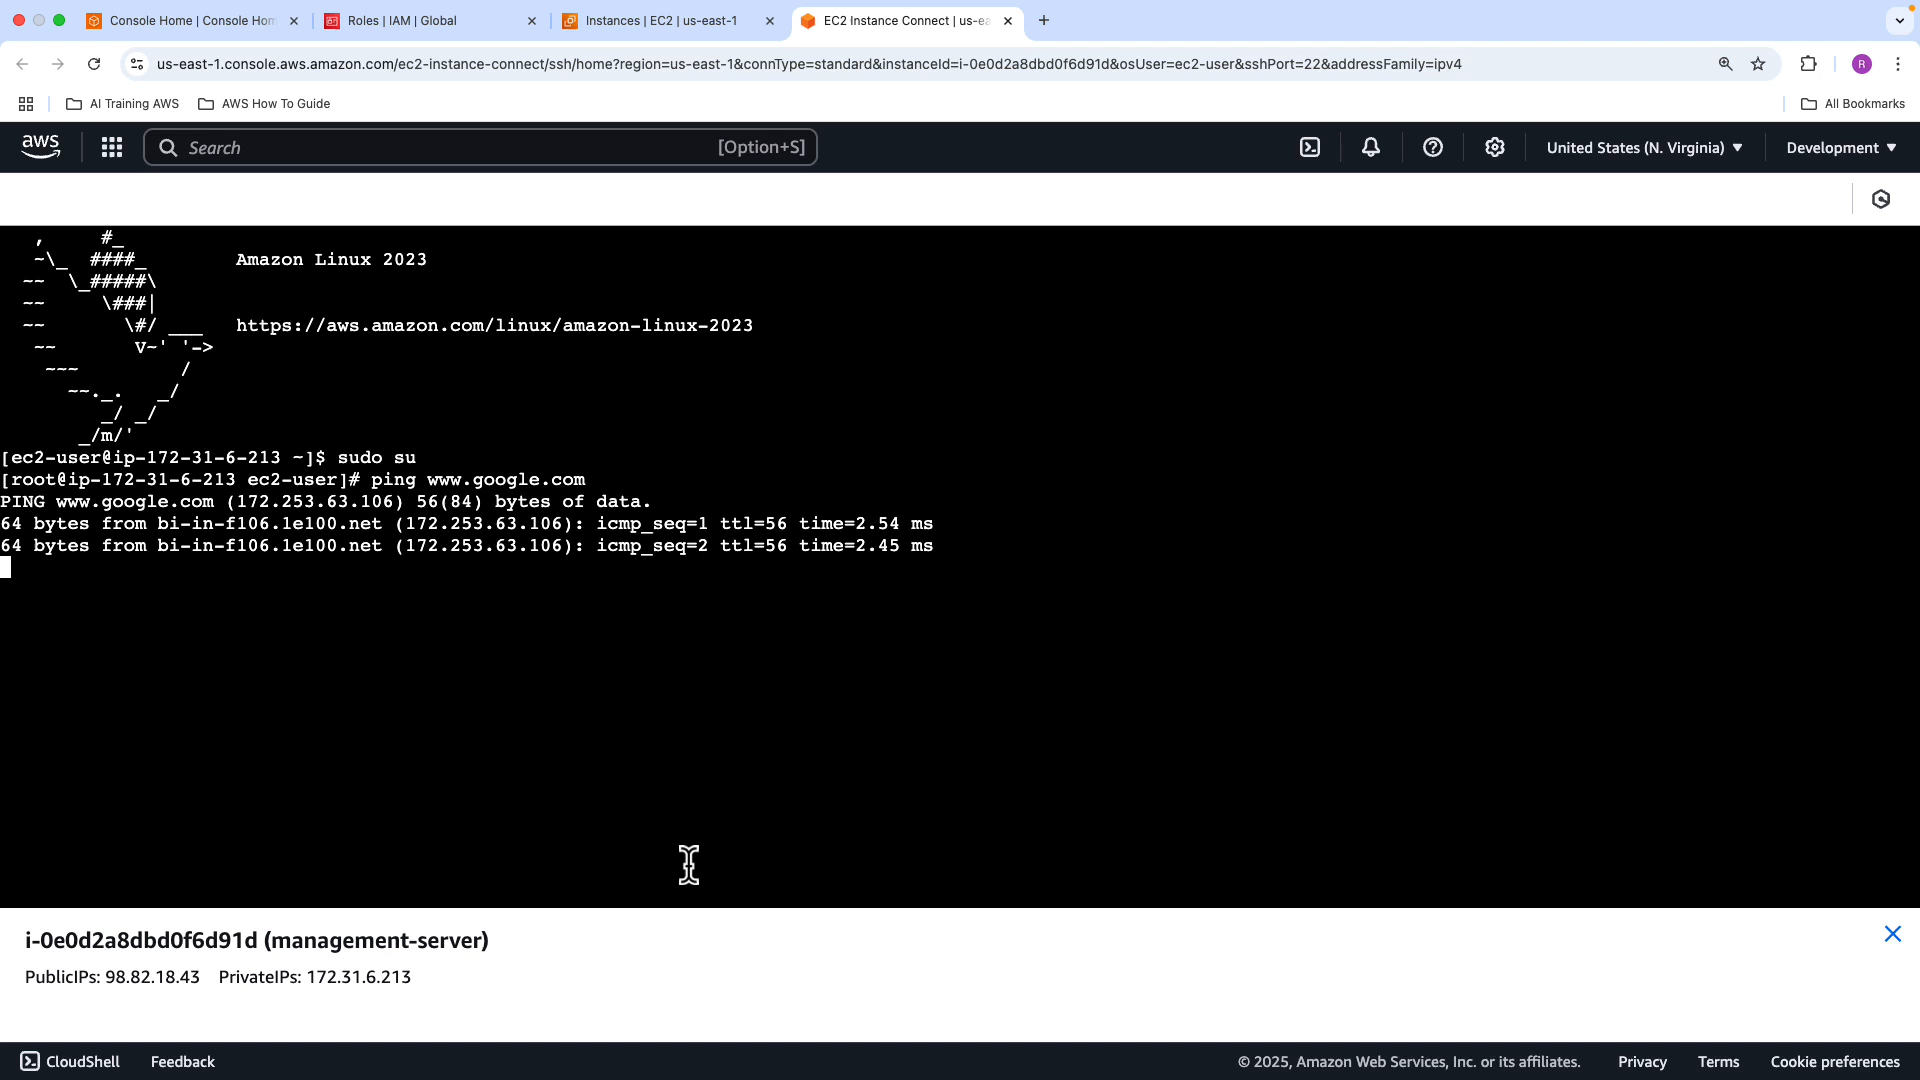 Console Home | Console Hom
Roles | IAM | Global
Instances | EC2 | us-east-1
EC2 Instance Connect | us-ea
us-east-1.console.aws.amazon.com/ec2-instance-connect/ssh/home?region=us-east-1&connType=standard&instanceId=i-0e0d2a8dbd0f6d91d&osUser=ec2-user&sshPort=22&addressFamily=ipv4
R
AI Training AWS
AWS How To Guide
All Bookmarks
aws
Search
[Option+S]
United States (N. Virginia)
Development
   ,     #_
   ~\_  ####_        Amazon Linux 2023
  ~~  \_#####\
  ~~     \###|
  ~~       \#/ ___   https://aws.amazon.com/linux/amazon-linux-2023
   ~~       V~' '->
    ~~~         /
      ~~._.   _/
         _/ _/
       _/m/'
[ec2-user@ip-172-31-6-213 ~]$ sudo su
[root@ip-172-31-6-213 ec2-user]# ping www.google.com
PING www.google.com (172.253.63.106) 56(84) bytes of data.
64 bytes from bi-in-f106.1e100.net (172.253.63.106): icmp_seq=1 ttl=56 time=2.54 ms
64 bytes from bi-in-f106.1e100.net (172.253.63.106): icmp_seq=2 ttl=56 time=2.45 ms
i-0e0d2a8dbd0f6d91d (management-server)
PublicIPs: 98.82.18.43 PrivateIPs: 172.31.6.213
CloudShell
Feedback
© 2025, Amazon Web Services, Inc. or its affiliates.
Privacy
Terms
Cookie preferences